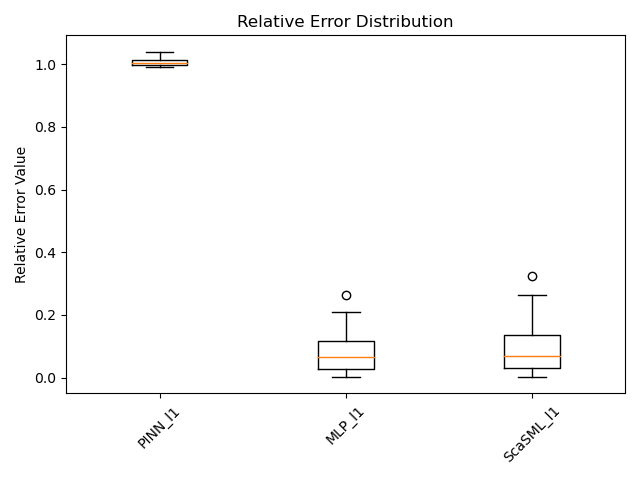 Relative Error Distribution
Relative Error Value
1.0
0.8
0.6
0.4
0.2
0.0
PINN_l1
MLP_l1
ScaSML_l1